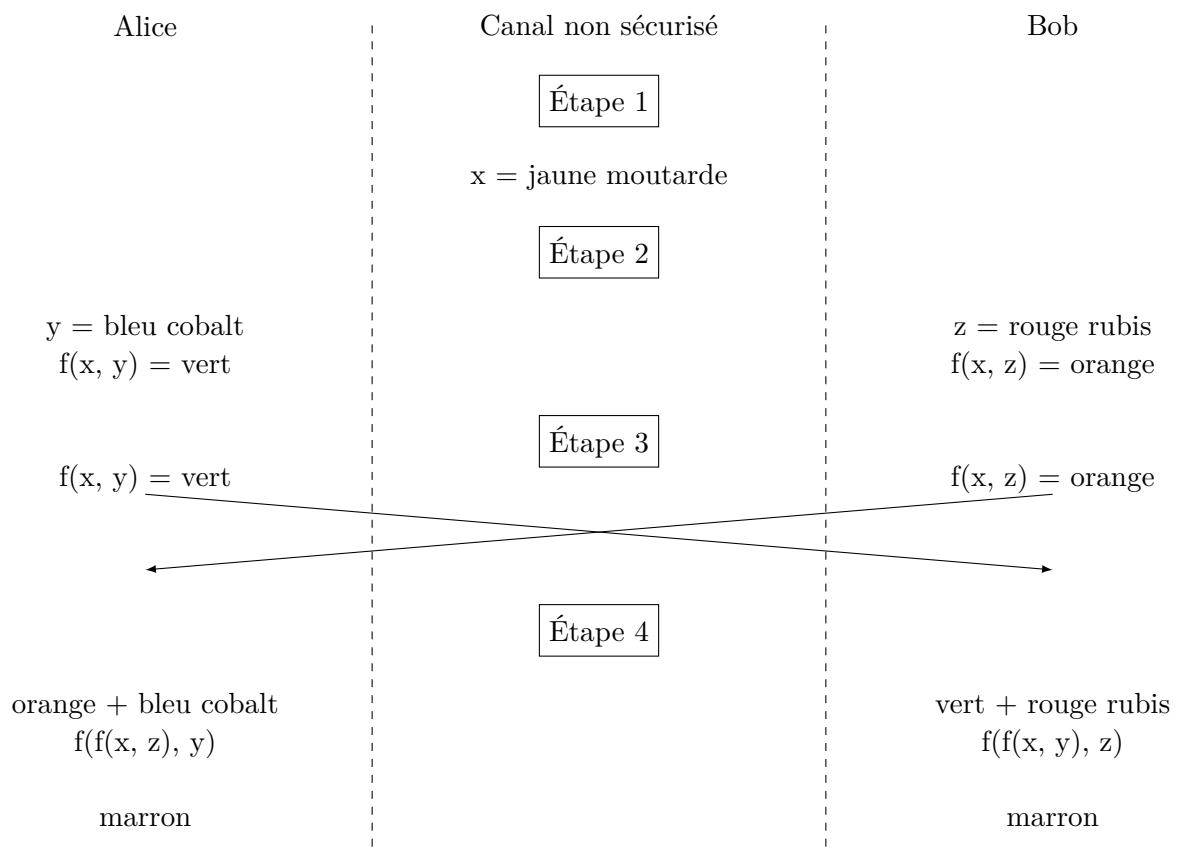 Alice Canal non sécurisé Bob
Étape 1
x = jaune moutarde
Étape 2
y = bleu cobalt z = rouge rubis
f(x, y) = vert f(x, z) = orange
Étape 3
f(x, y) = vert f(x, z) = orange
Étape 4
orange + bleu cobalt vert + rouge rubis
f(f(x, z), y) f(f(x, y), z)
marron marron